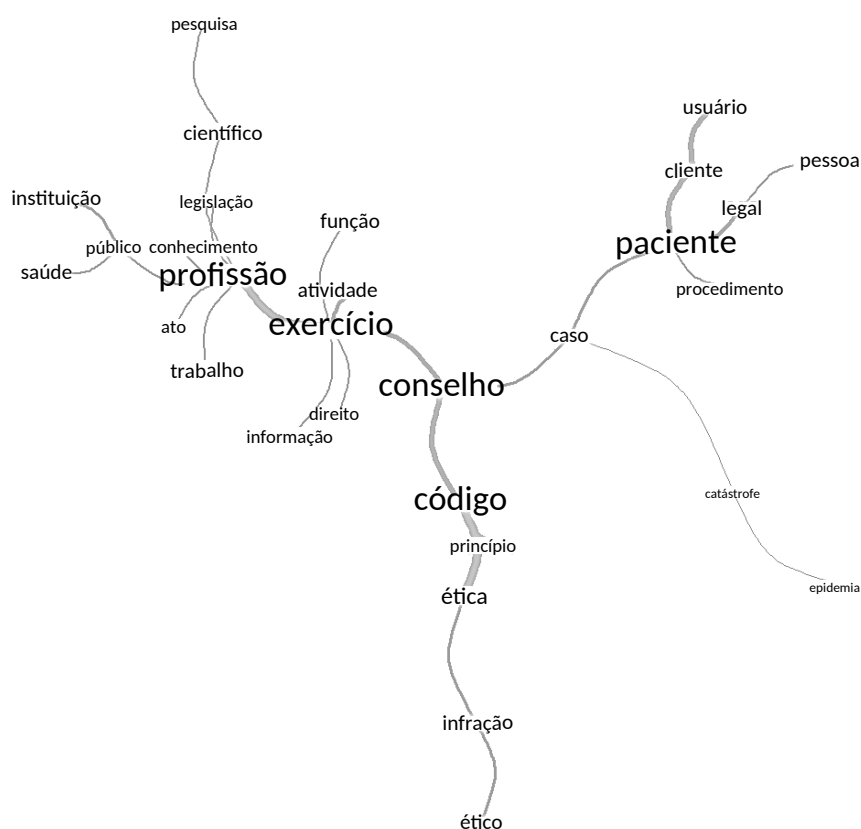 pesquisa
usuário
científico
pessoa
cliente
instituição
legislação
legal
função
paciente
público
conhecimento
saúde
profissão
procedimento
atividade
exercício
ato
caso
trabalho
conselho
direito
informação
catástrofe
código
princípio
epidemia
ética
infração
ético